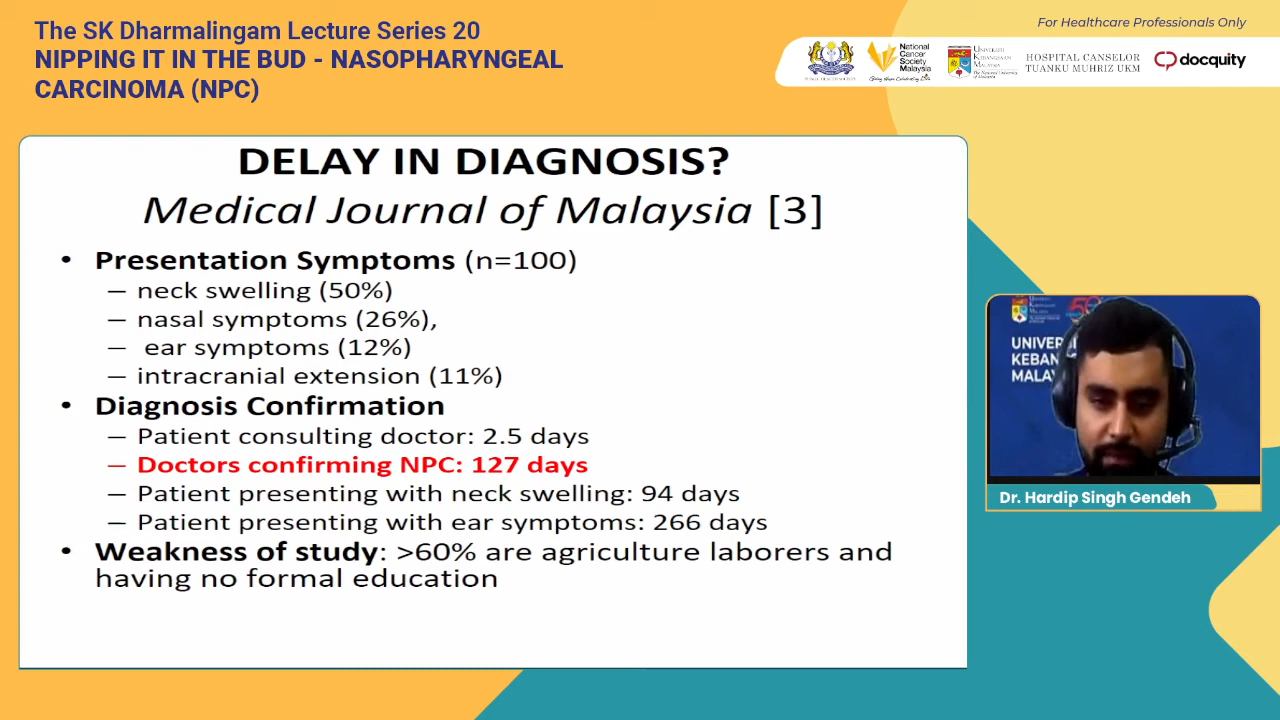 The SK Dharmalingam Lecture Series 20
NIPPING IT IN THE BUD - NASOPHARYNGEAL
CARCINOMA (NPC)
For Healthcare Professionals Only
National
Cancer
Society
Malaysia
UNIVERSITI
KEBANGSAAN
MALAYSIA
HOSPITAL CANSELOR
TUANKU MUHRIZ UKM
docquity
DELAY IN DIAGNOSIS?
Medical Journal of Malaysia [3]
• Presentation Symptoms (n=100)
– neck swelling (50%)
– nasal symptoms (26%),
– ear symptoms (12%)
– intracranial extension (11%)
• Diagnosis Confirmation
– Patient consulting doctor: 2.5 days
– Doctors confirming NPC: 127 days
– Patient presenting with neck swelling: 94 days
– Patient presenting with ear symptoms: 266 days
• Weakness of study: >60% are agriculture laborers and
having no formal education
UNIVER
KEBAN
MALAY
Dr. Hardip Singh Gendeh